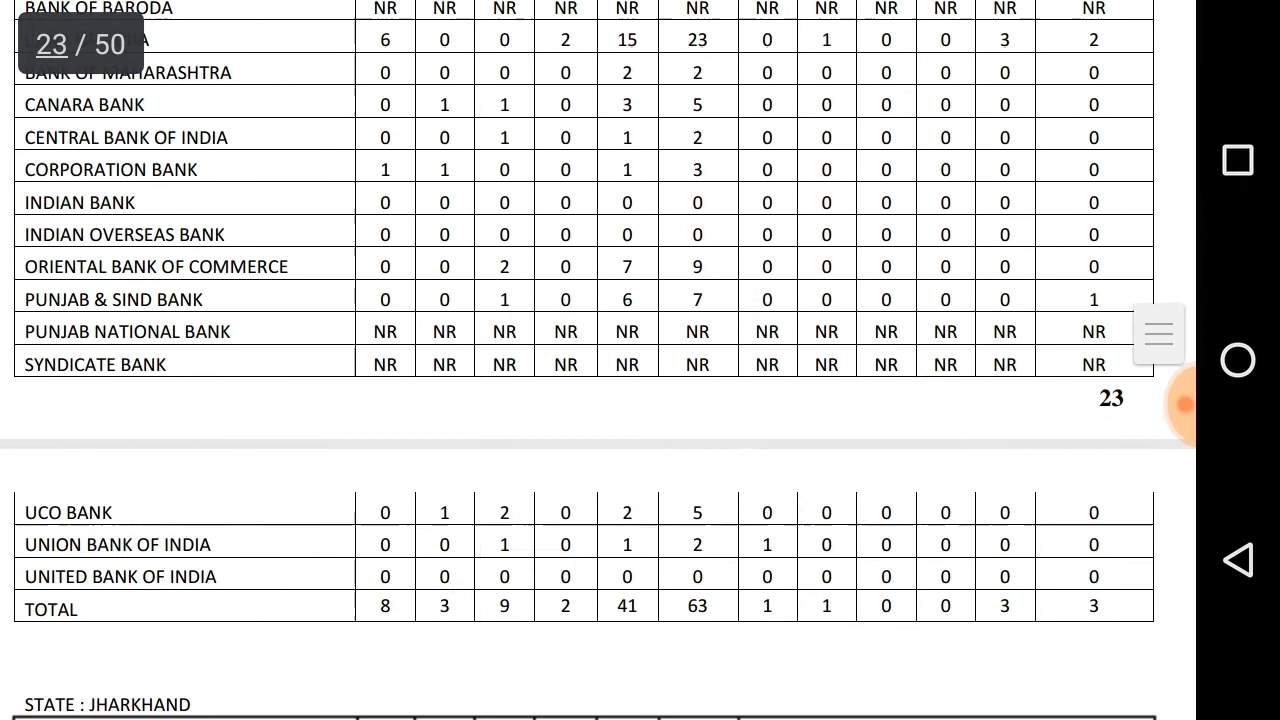 BANK OF BARODA NR NR NR NR NR NR NR NR NR NR NR NR
23 / 50
6 0 0 2 15 23 0 1 0 0 3 2
BANK OF MAHARASHTRA 0 0 0 0 2 2 0 0 0 0 0 0
CANARA BANK 0 1 1 0 3 5 0 0 0 0 0 0
CENTRAL BANK OF INDIA 0 0 1 0 1 2 0 0 0 0 0 0
CORPORATION BANK 1 1 0 0 1 3 0 0 0 0 0 0
INDIAN BANK 0 0 0 0 0 0 0 0 0 0 0 0
INDIAN OVERSEAS BANK 0 0 0 0 0 0 0 0 0 0 0 0
ORIENTAL BANK OF COMMERCE 0 0 2 0 7 9 0 0 0 0 0 0
PUNJAB & SIND BANK 0 0 1 0 6 7 0 0 0 0 0 1
PUNJAB NATIONAL BANK NR NR NR NR NR NR NR NR NR NR NR NR
SYNDICATE BANK NR NR NR NR NR NR NR NR NR NR NR NR
23
UCO BANK 0 1 2 0 2 5 0 0 0 0 0 0
UNION BANK OF INDIA 0 0 1 0 1 2 1 0 0 0 0 0
UNITED BANK OF INDIA 0 0 0 0 0 0 0 0 0 0 0 0
TOTAL 8 3 9 2 41 63 1 1 0 0 3 3
STATE : JHARKHAND